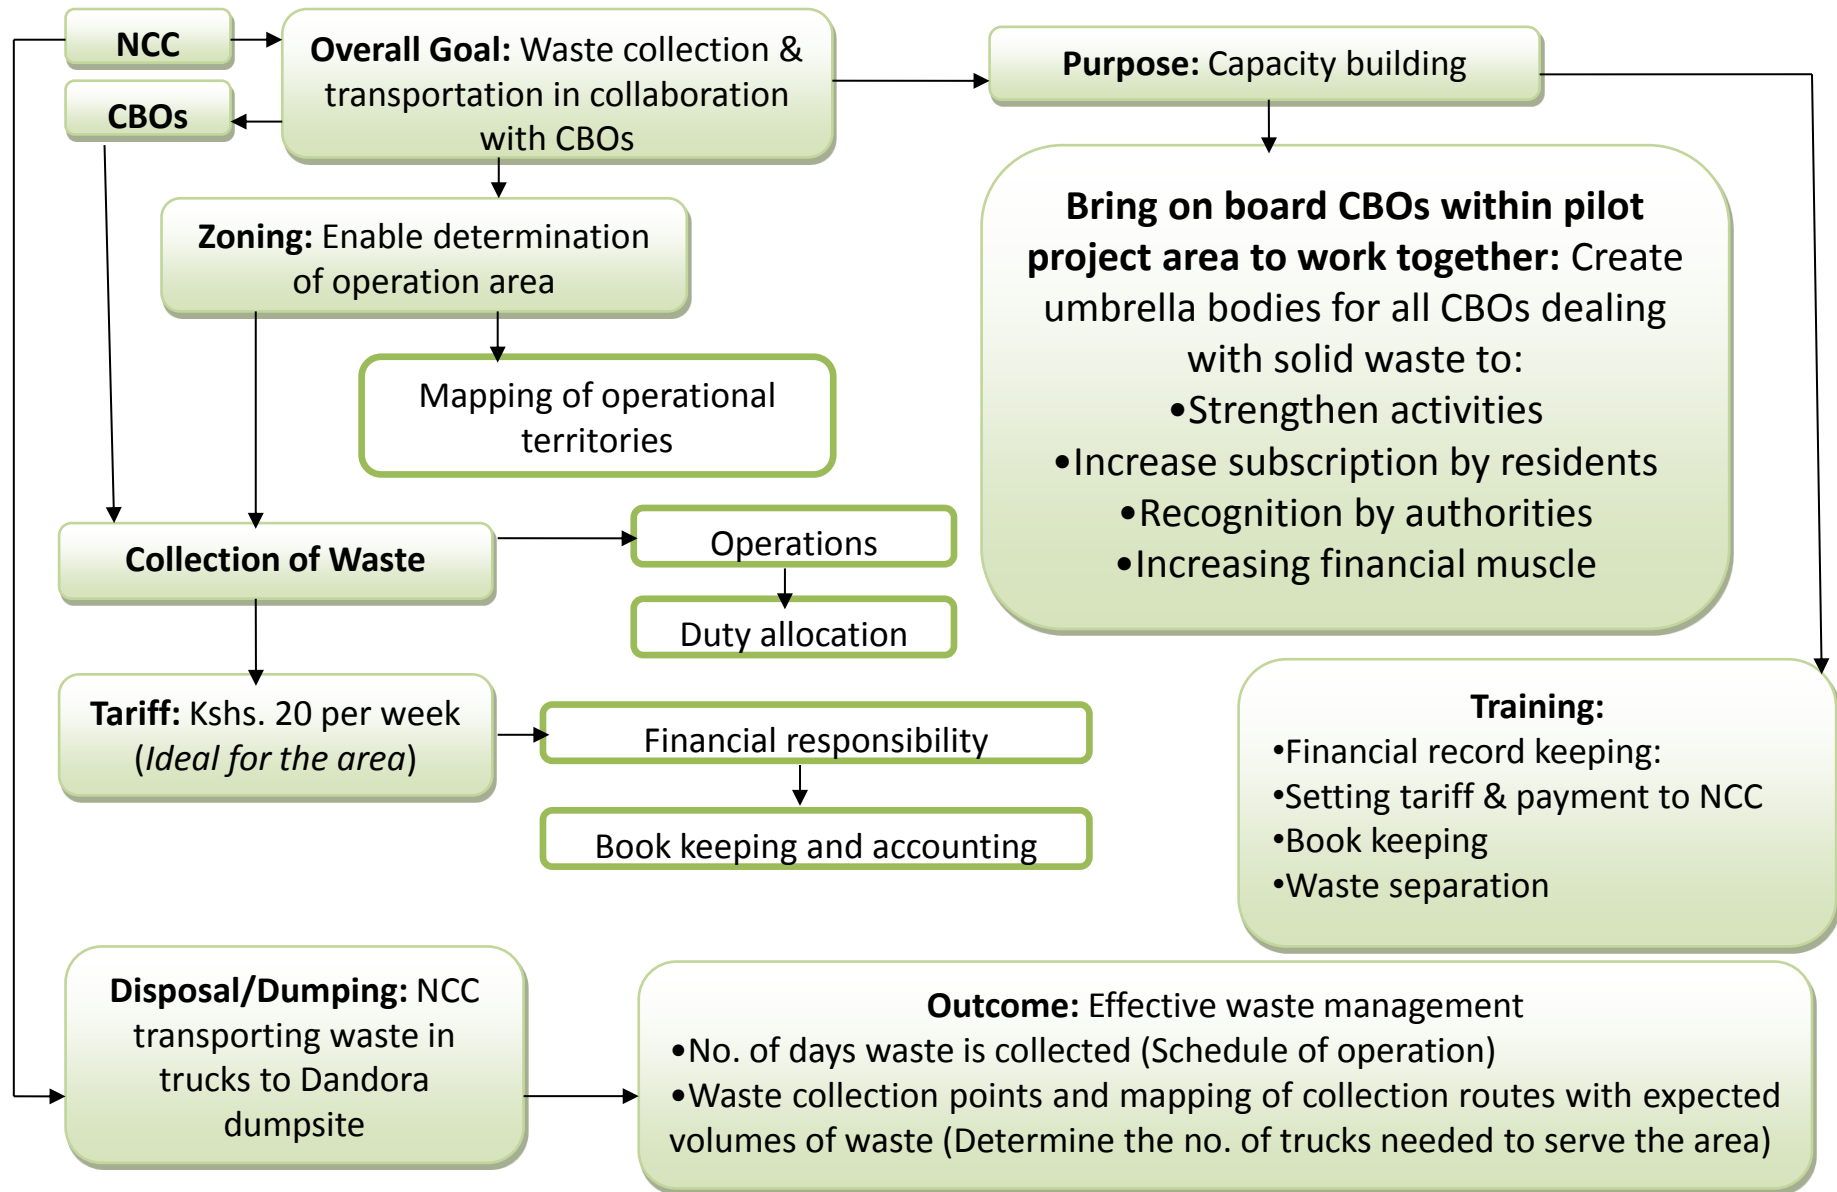 NCC
CBOs
Overall Goal: Waste collection &
transportation in collaboration
with CBOs
Purpose: Capacity building
Zoning: Enable determination
of operation area
Mapping of operational
territories
Bring on board CBOs within pilot
project area to work together: Create
umbrella bodies for all CBOs dealing
with solid waste to:
•Strengthen activities
•Increase subscription by residents
•Recognition by authorities
•Increasing financial muscle
Collection of Waste
Operations
Duty allocation
Tariff: Kshs. 20 per week
(Ideal for the area)
Financial responsibility
Book keeping and accounting
Training:
•Financial record keeping:
•Setting tariff & payment to NCC
•Book keeping
•Waste separation
Disposal/Dumping: NCC
transporting waste in
trucks to Dandora
dumpsite
Outcome: Effective waste management
•No. of days waste is collected (Schedule of operation)
•Waste collection points and mapping of collection routes with expected
volumes of waste (Determine the no. of trucks needed to serve the area)